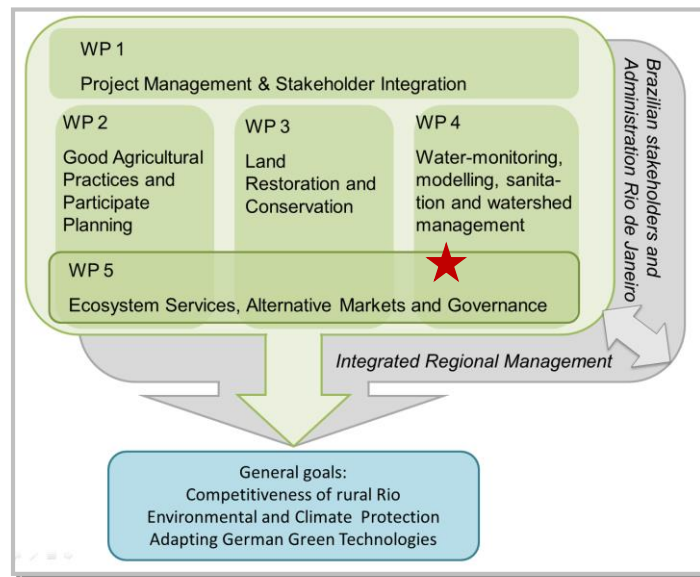 WP 1
Project Management & Stakeholder Integration
WP 2
Good Agricultural
Practices and
Participate
Planning
WP 3
Land
Restoration and
Conservation
WP 4
Water-monitoring,
modelling, sanita-
tion and watershed
management
WP 5
Ecosystem Services, Alternative Markets and Governance
Brazilian stakeholders and
Administration Rio de Janeiro
Integrated Regional Management
General goals:
Competitiveness of rural Rio
Environmental and Climate Protection
Adapting German Green Technologies